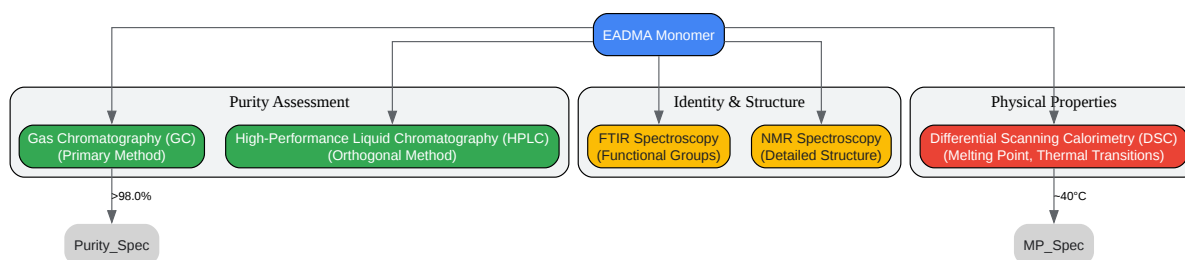 EADMA Monomer
Purity Assessment
Gas Chromatography (GC)
(Primary Method)
High-Performance Liquid Chromatography (HPLC)
(Orthogonal Method)
Identity & Structure
FTIR Spectroscopy
(Functional Groups)
NMR Spectroscopy
(Detailed Structure)
Physical Properties
Differential Scanning Calorimetry (DSC)
(Melting Point, Thermal Transitions)
>98.0%
~40°C
Purity_Spec
MP_Spec